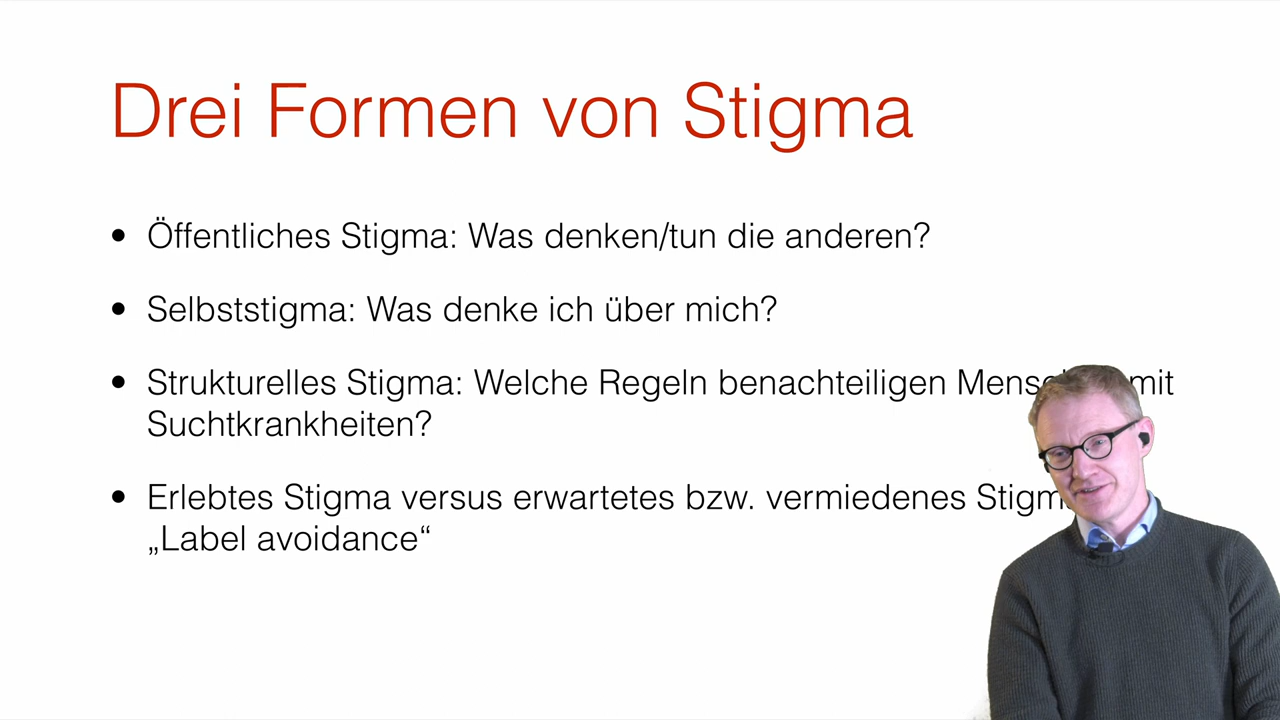 Drei Formen von Stigma
• Öffentliches Stigma: Was denken/tun die anderen?
• Selbststigma: Was denke ich über mich?
• Strukturelles Stigma: Welche Regeln benachteiligen mit
Suchtkrankheiten?
• Erlebtes Stigma versus erwartetes bzw. vermiedenes
„Label avoidance“